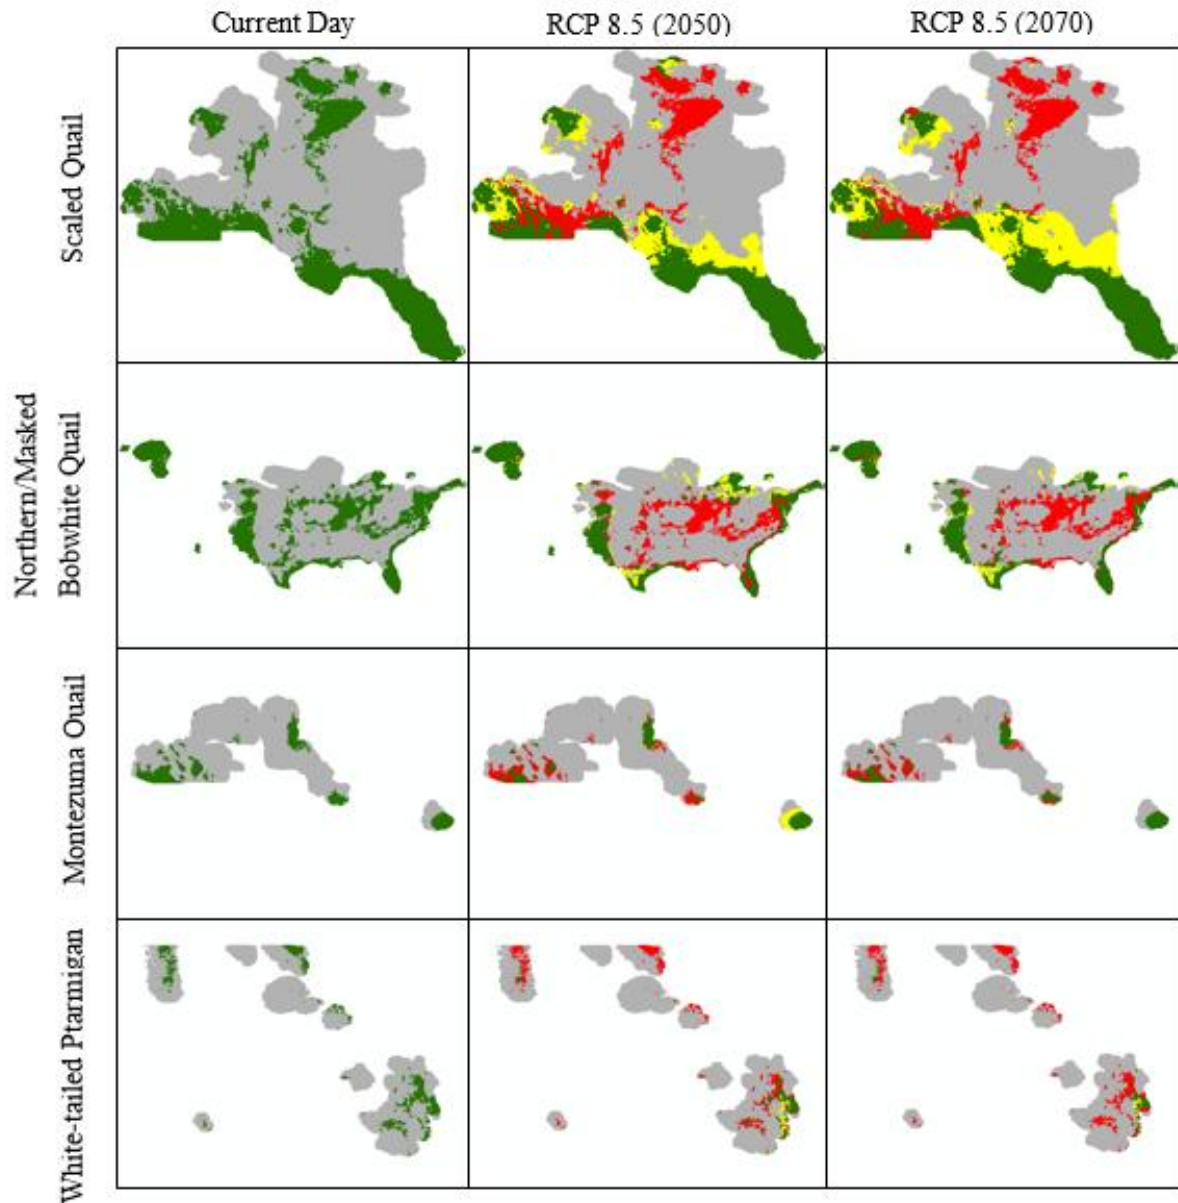 Current Day
RCP 8.5 (2050)
RCP 8.5 (2070)
Scaled Quail
Northern/Masked
Bobwhite Quail
Montezuma Quail
White-tailed Ptarmigan